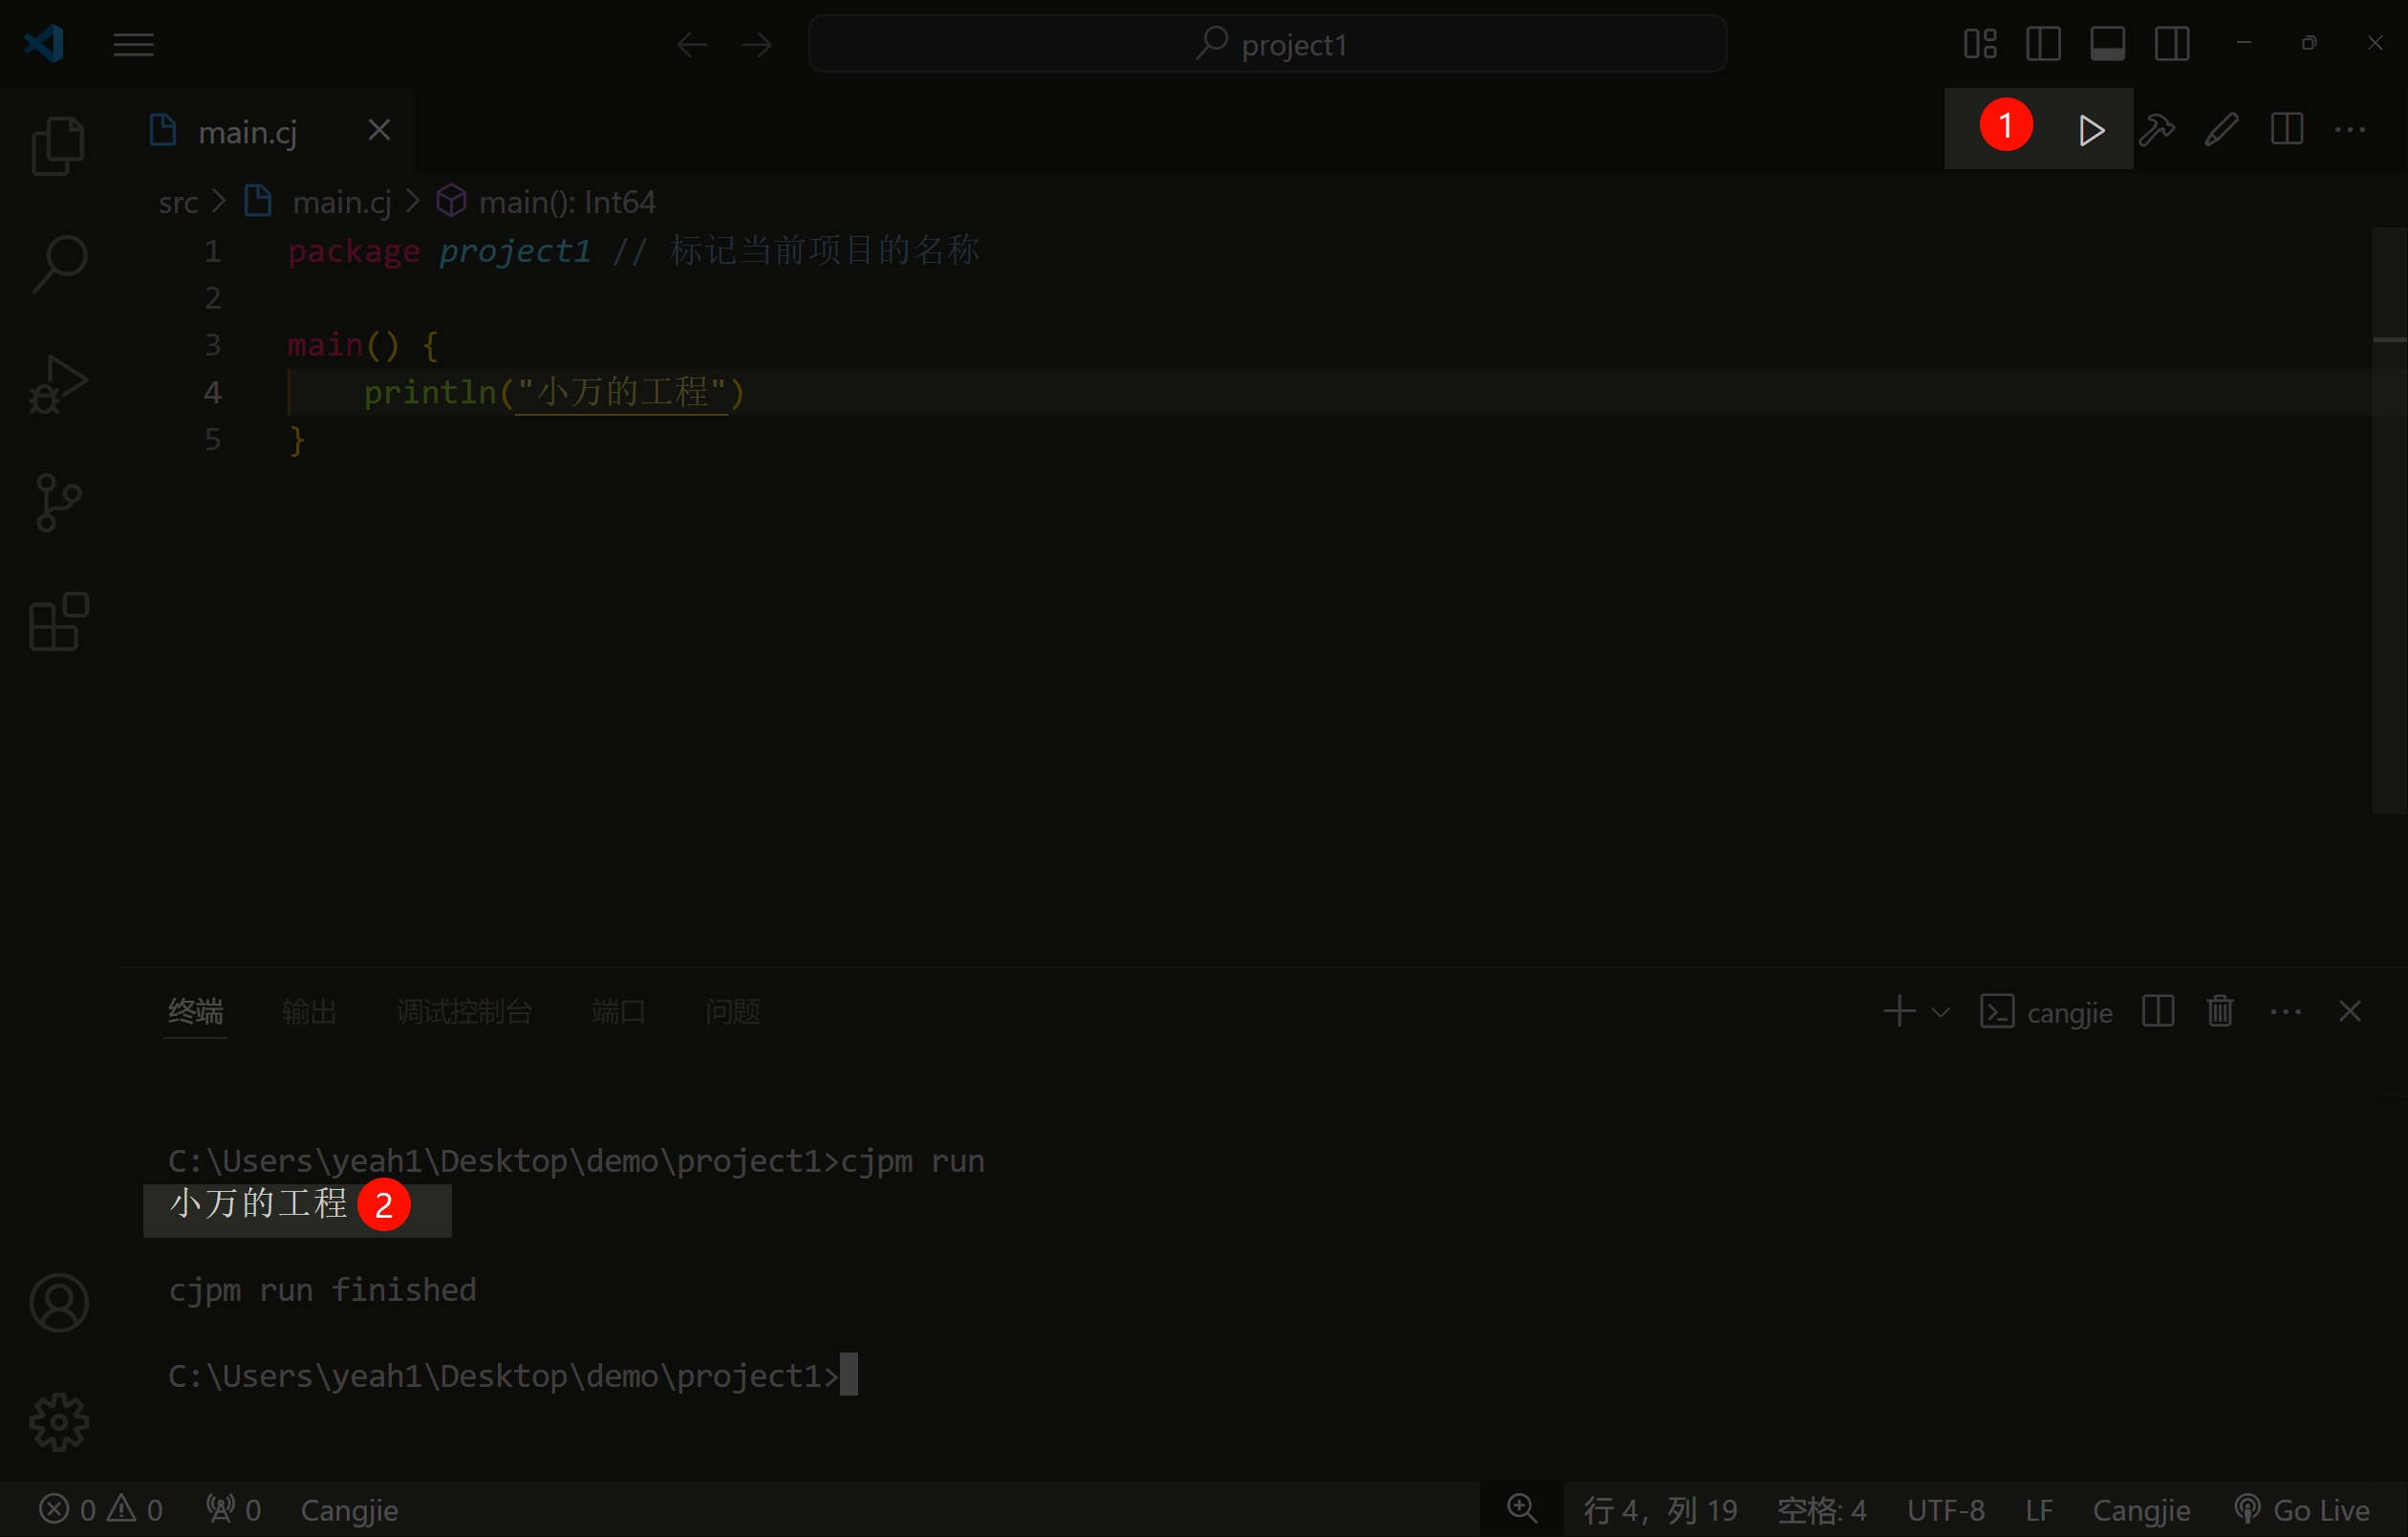 project1
main.cj
1
src > main.cj > main(): Int64
1 package project1 // 标记当前项目的名称
2
3 main() {
4 println("小万的工程")
5 }
终端 输出 调试控制台 端口 问题
cangjie
C:\Users\yeah1\Desktop\demo\project1>cjpm run
小万的工程 2
cjpm run finished
C:\Users\yeah1\Desktop\demo\project1>
0 0 0 Cangjie 行 4，列 19 空格: 4 UTF-8 LF Cangjie Go Live